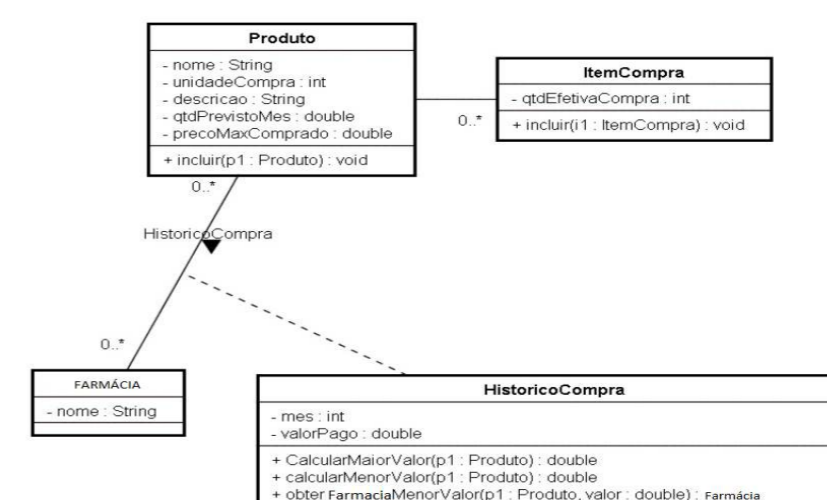 Produto
- nome : String
- unidadeCompra : int
- descricao : String
- qtdPrevistoMes : double
- precoMaxComprado : double
+ incluir(p1 : Produto) : void
ItemCompra
- qtdEfetivaCompra : int
+ incluir(i1 : ItemCompra) : void
0..*
0..*
HistoricoCompra
0..*
FARMÁCIA
- nome : String
HistoricoCompra
- mes : int
- valorPago : double
+ CalcularMaiorValor(p1 : Produto) : double
+ calcularMenorValor(p1 : Produto) : double
+ obter FarmaciaMenorValor(p1 : Produto, valor : double) : Farmácia